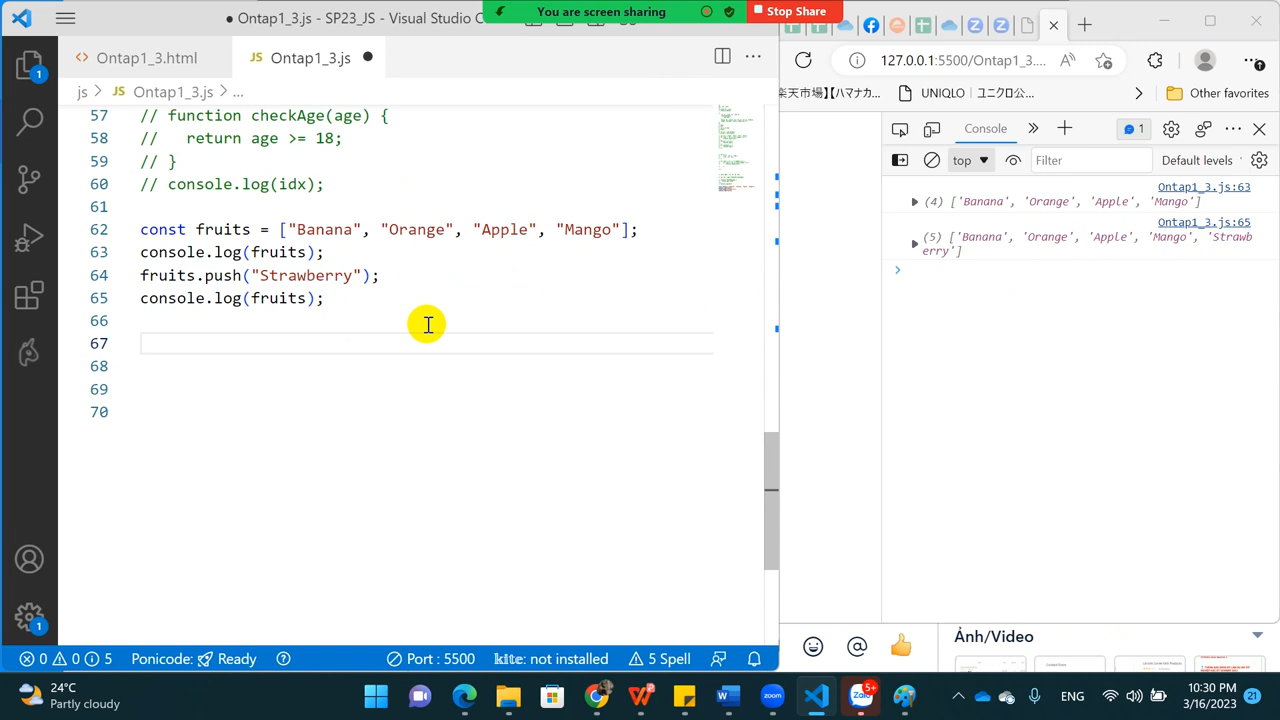 Ontap1_3.js - SP23_JS - Visual Studio C
You are screen sharing
Stop Share
Ontap1_3.html
JS Ontap1_3.js
127.0.0.1:5500/Ontap1_3....
js > JS Ontap1_3.js > ...
楽天市場】【ハマナカ...
UNIQLO｜ユニクロ公...
Other favorites
57 // function checkAge(age) {
58 // return age >= 18;
59 // }
60 // console.log(idx);
61
62 const fruits = ["Banana", "Orange", "Apple", "Mango"];
63 console.log(fruits);
64 fruits.push("Strawberry");
65 console.log(fruits);
66
67
68
69
70
top
Filter
Ontap1_3.js:63
(4) ['Banana', 'Orange', 'Apple', 'Mango']
Ontap1_3.js:65
(5) ['Banana', 'Orange', 'Apple', 'Mango', 'Strawb
erry']
Ảnh/Video
0 0 5 Ponicode: Ready
Port : 5500
kite: not installed
5 Spell
24°C
Partly cloudy
5+
ENG
10:30 PM
3/16/2023
21